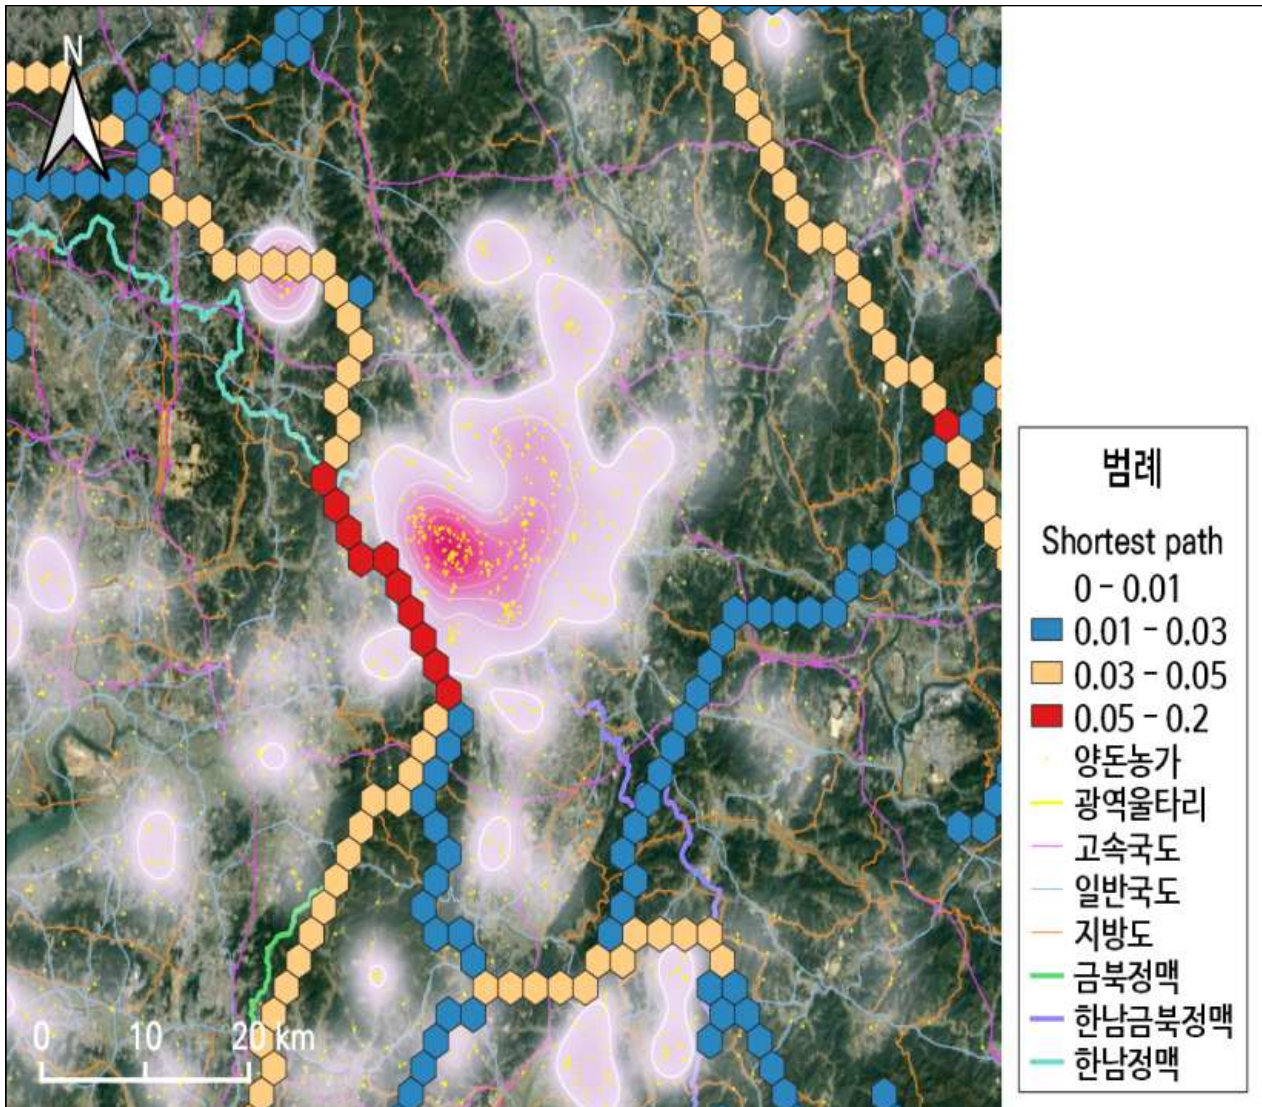 N
0 10 20 km
범례
Shortest path
0 - 0.01
0.01 - 0.03
0.03 - 0.05
0.05 - 0.2
양돈농가
광역울타리
고속국도
일반국도
지방도
금북정맥
한남금북정맥
한남정맥